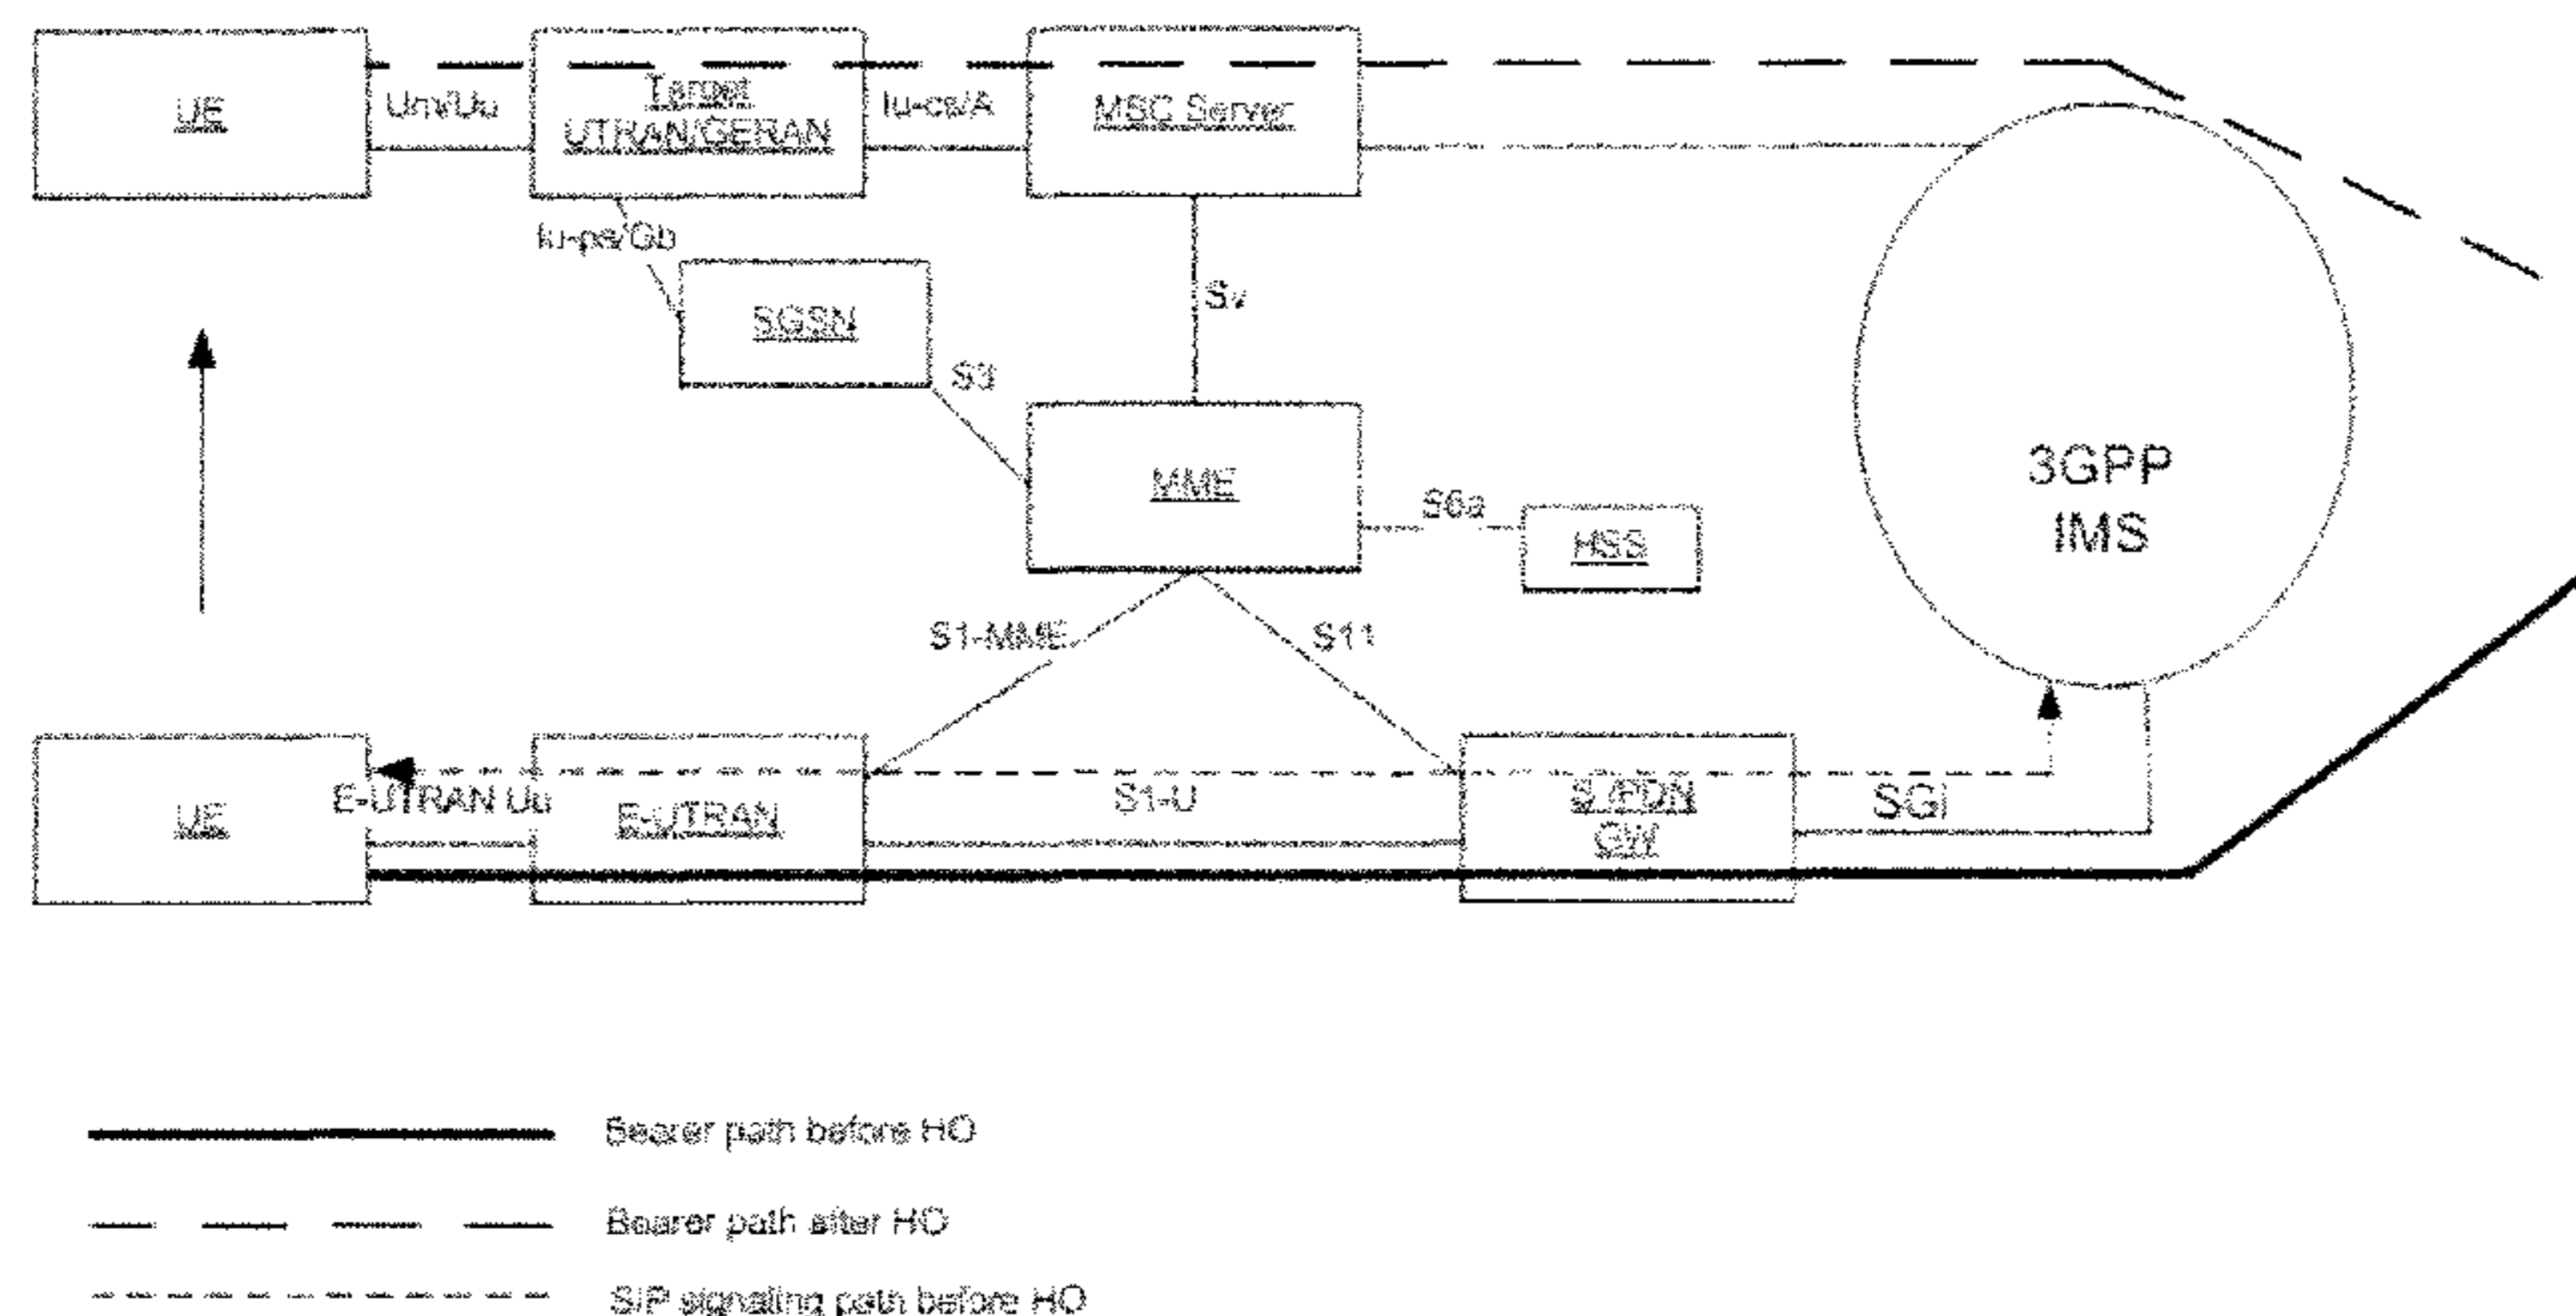 UE
Um/Uu
Target
UTRAN/GERAN
Iu-cs/A
MSC Server
Iu-ps/Gb
SGSN
Sv
S3
MME
S6a
HSS
3GPP
IMS
S1-MME
S11
UE
E-UTRAN Uu
E-UTRAN
S1-U
S-/PDN
GW
SGi
Bearer path before HO
Bearer path after HO
SIP signaling path before HO